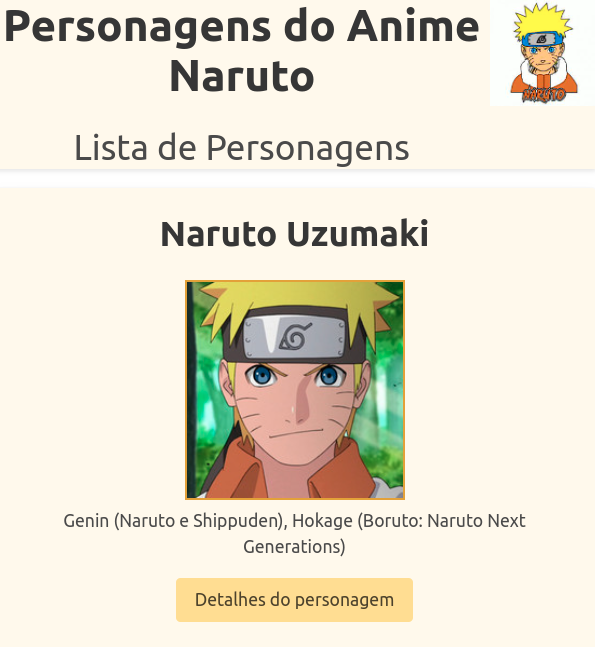 Personagens do Anime
Naruto
NARUTO
Lista de Personagens
Naruto Uzumaki
Genin (Naruto e Shippuden), Hokage (Boruto: Naruto Next
Generations)
Detalhes do personagem